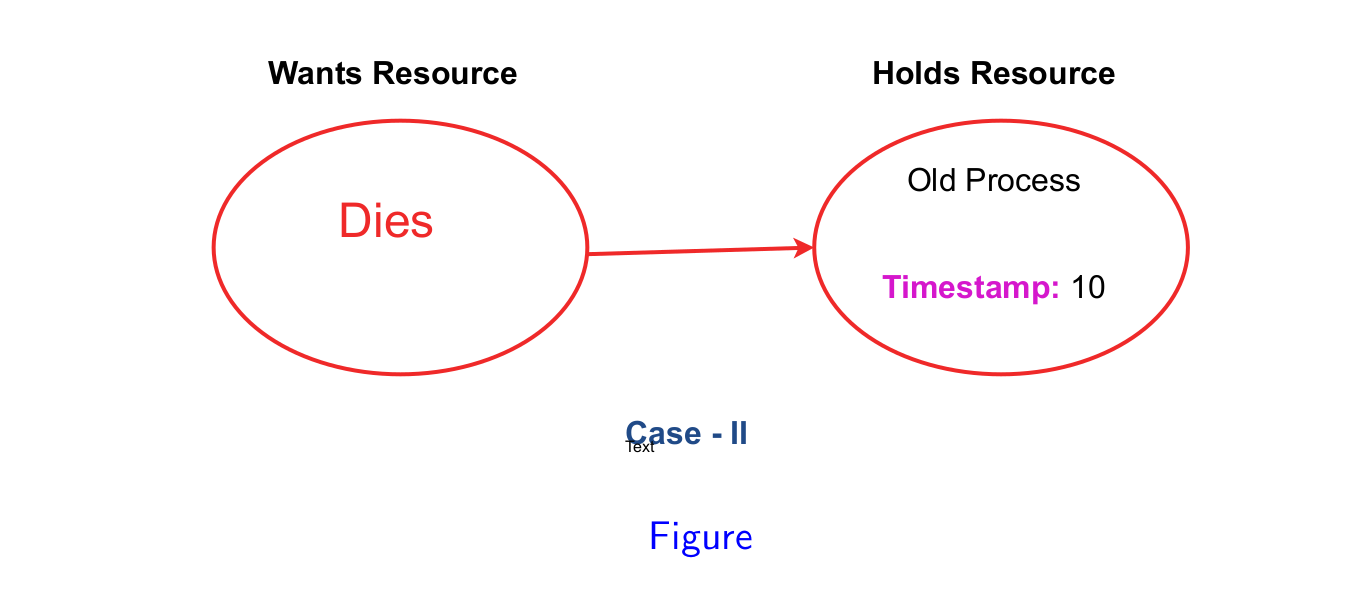 Wants Resource
Holds Resource
Old Process
Dies
Timestamp: 10
Case - II
Text
Figure